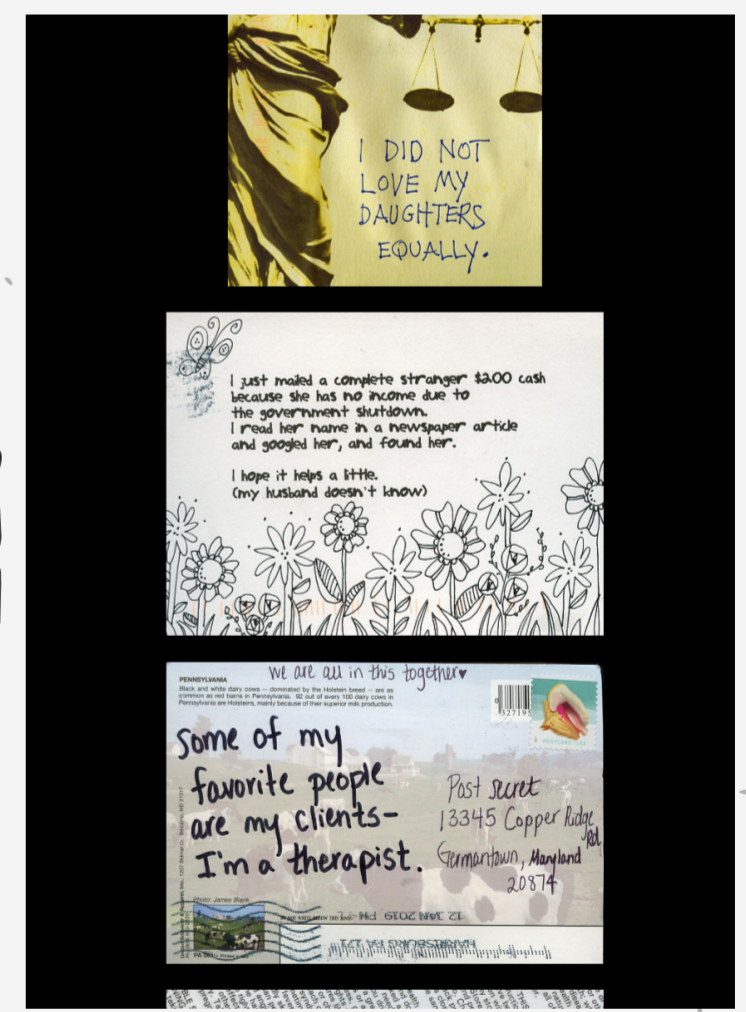 I DID NOT
LOVE MY
DAUGHTERS
EQUALLY.
I just mailed a complete stranger $200 cash
because she has no income due to
the government shutdown.
I read her name in a newspaper article
and googled her, and found her.
I hope it helps a little.
(my husband doesn't know)
we are all in this together♥
PENNSYLVANIA
Black and white dairy cows -- dominated by the Holstein breed -- are as
common as red barns in Pennsylvania. 92 out of every 100 dairy cows in
Pennsylvania are Holsteins, mainly because of their superior milk production.
some of my
favorite people
are my clients-
I'm a therapist.
POSTCARD USA
Post secret
13345 Copper Ridge
Rd
Germantown, Maryland
20874
Photo: James Blank
12 JAN 2019 PM
HARRISBURG PA 171